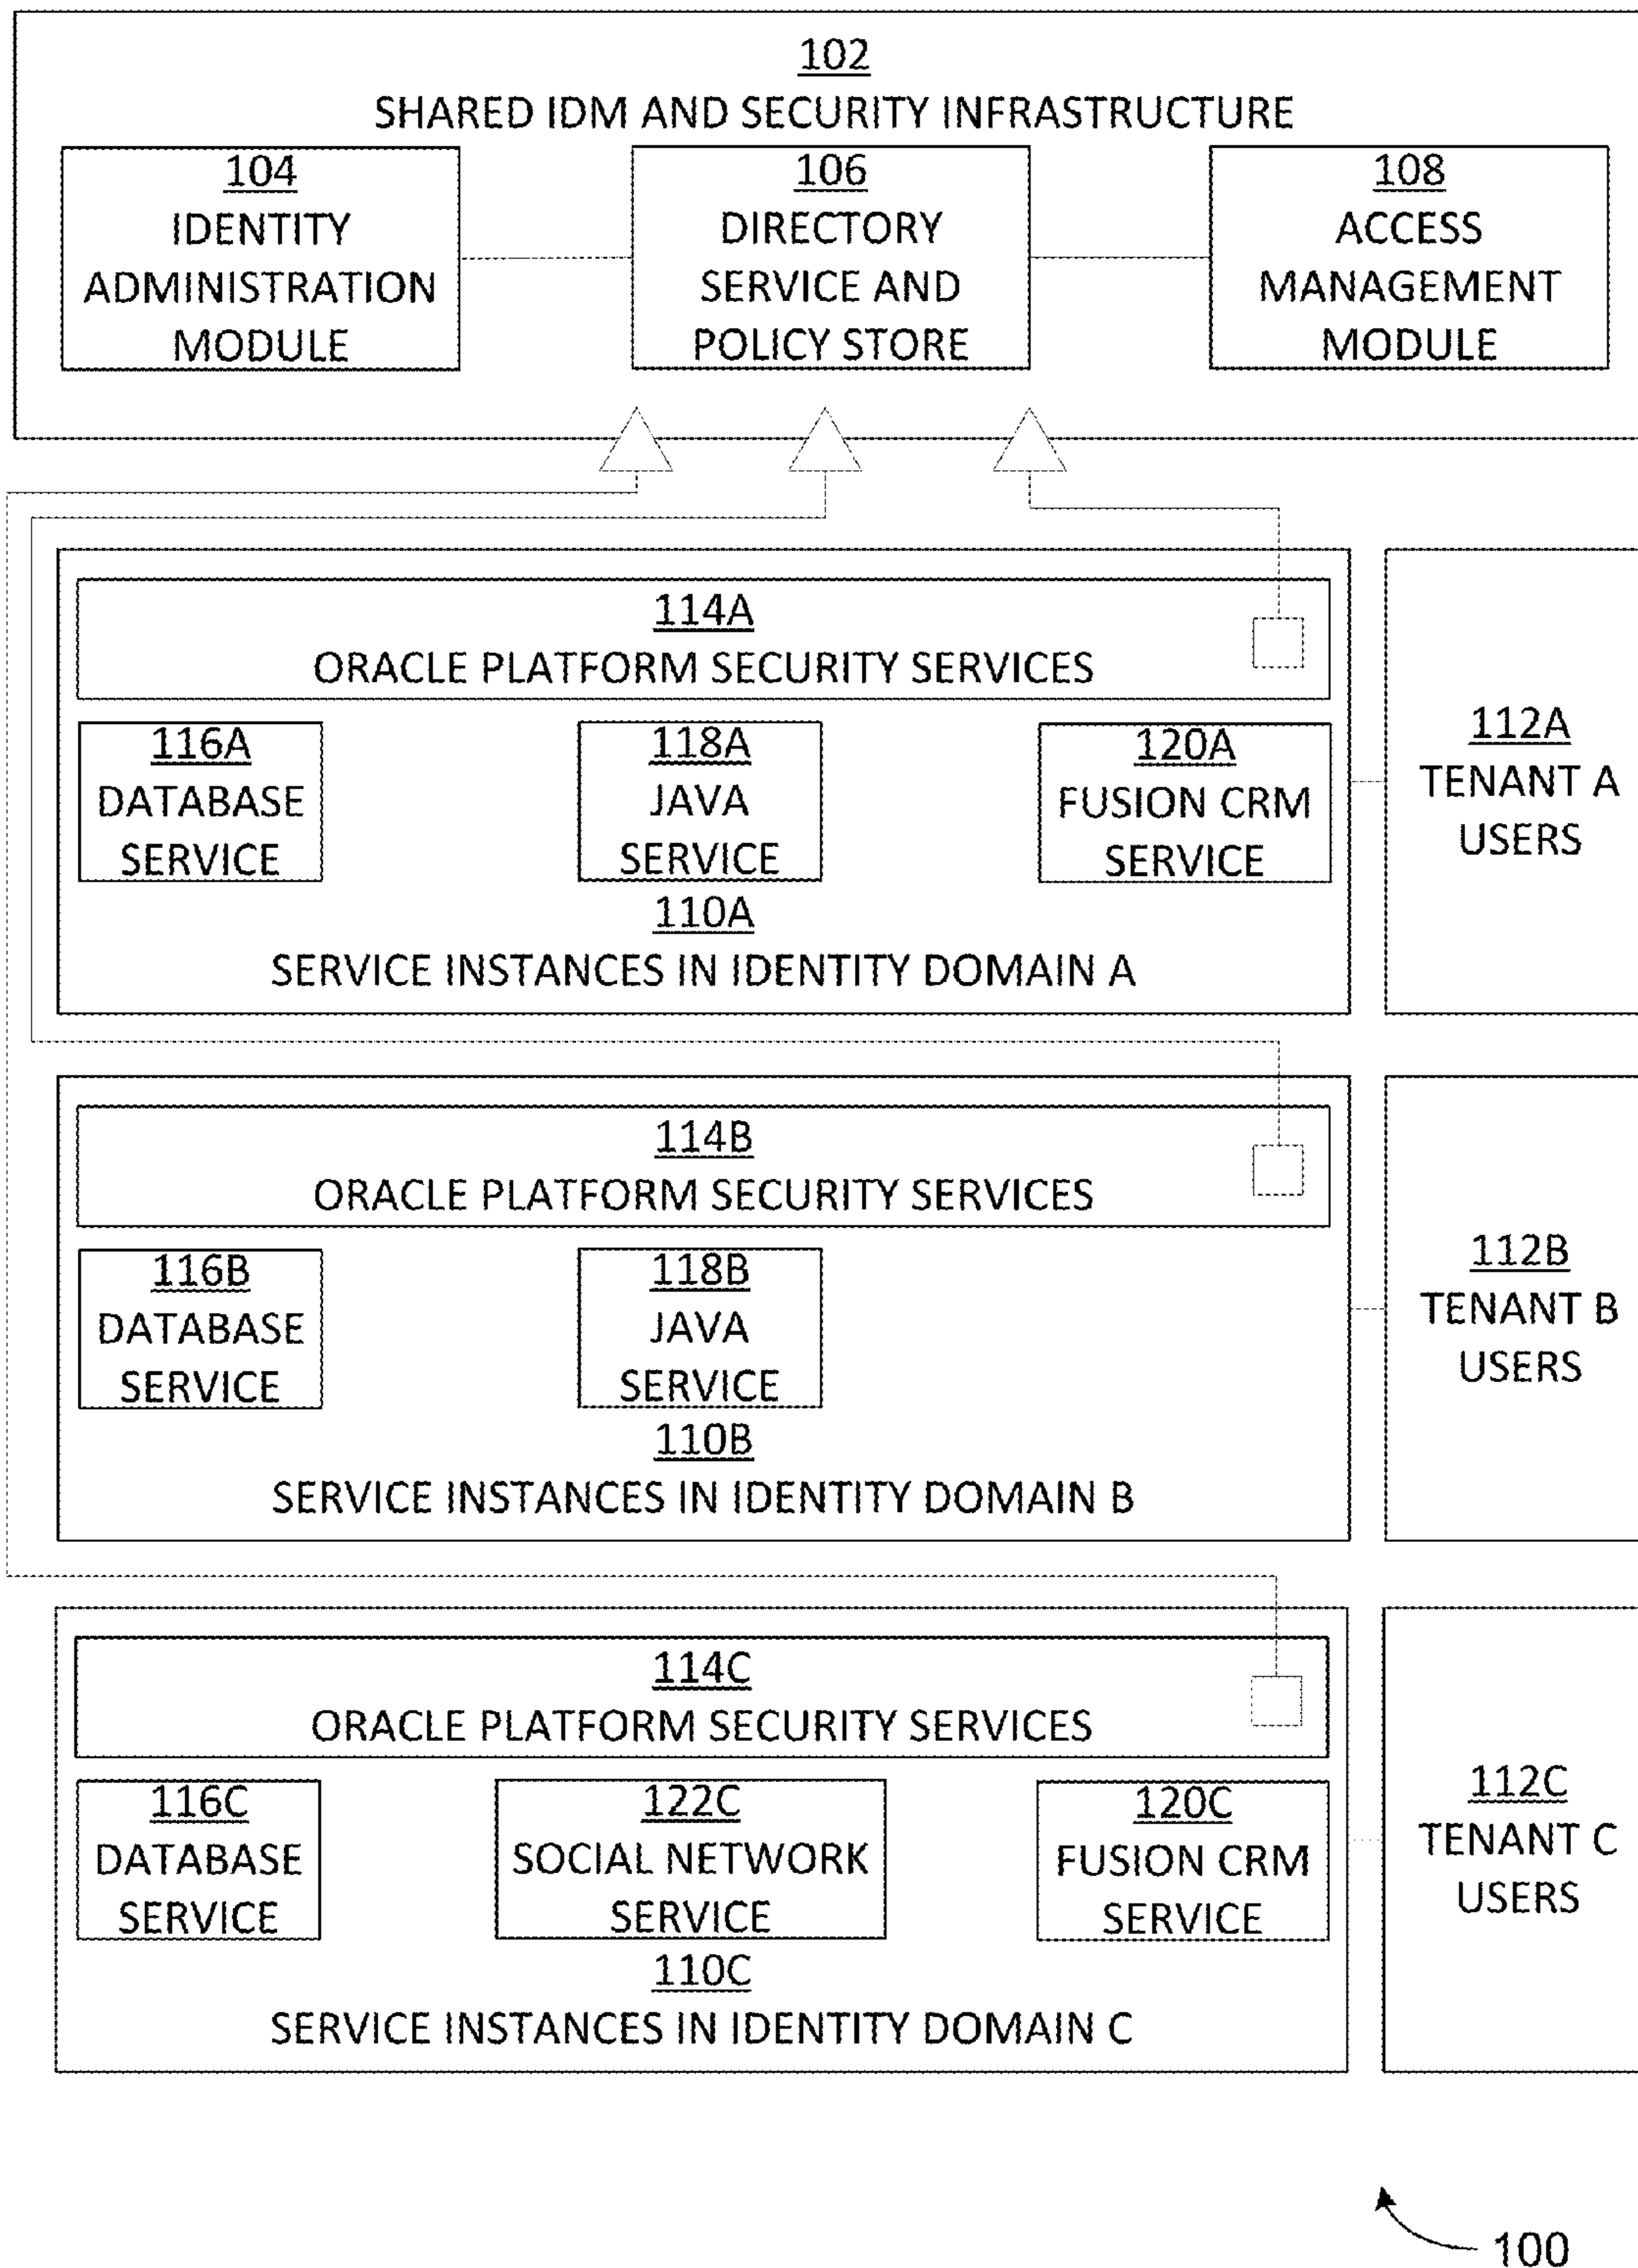 102
SHARED IDM AND SECURITY INFRASTRUCTURE
104
IDENTITY
ADMINISTRATION
MODULE
106
DIRECTORY
SERVICE AND
POLICY STORE
108
ACCESS
MANAGEMENT
MODULE
114A
ORACLE PLATFORM SECURITY SERVICES
116A
DATABASE
SERVICE
118A
JAVA
SERVICE
120A
FUSION CRM
SERVICE
110A
SERVICE INSTANCES IN IDENTITY DOMAIN A
112A
TENANT A
USERS
114B
ORACLE PLATFORM SECURITY SERVICES
116B
DATABASE
SERVICE
118B
JAVA
SERVICE
110B
SERVICE INSTANCES IN IDENTITY DOMAIN B
112B
TENANT B
USERS
114C
ORACLE PLATFORM SECURITY SERVICES
116C
DATABASE
SERVICE
122C
SOCIAL NETWORK
SERVICE
120C
FUSION CRM
SERVICE
110C
SERVICE INSTANCES IN IDENTITY DOMAIN C
112C
TENANT C
USERS
100